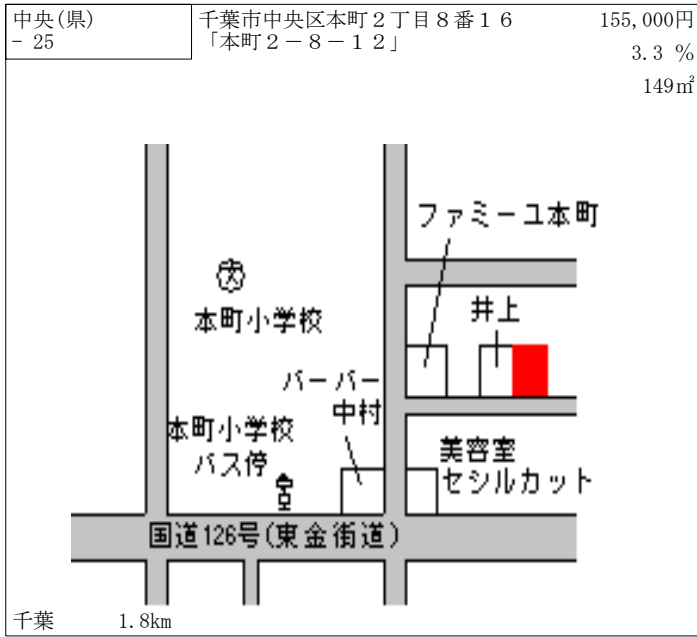 中央(県)
- 25
千葉市中央区本町２丁目８番１６
「本町２－８－１２」
155,000円
3.3 %
149㎡
ファミーユ本町
井上
本町小学校
バーバー
中村
本町小学校
バス停
美容室
セシルカット
国道126号(東金街道)
千葉 1.8km